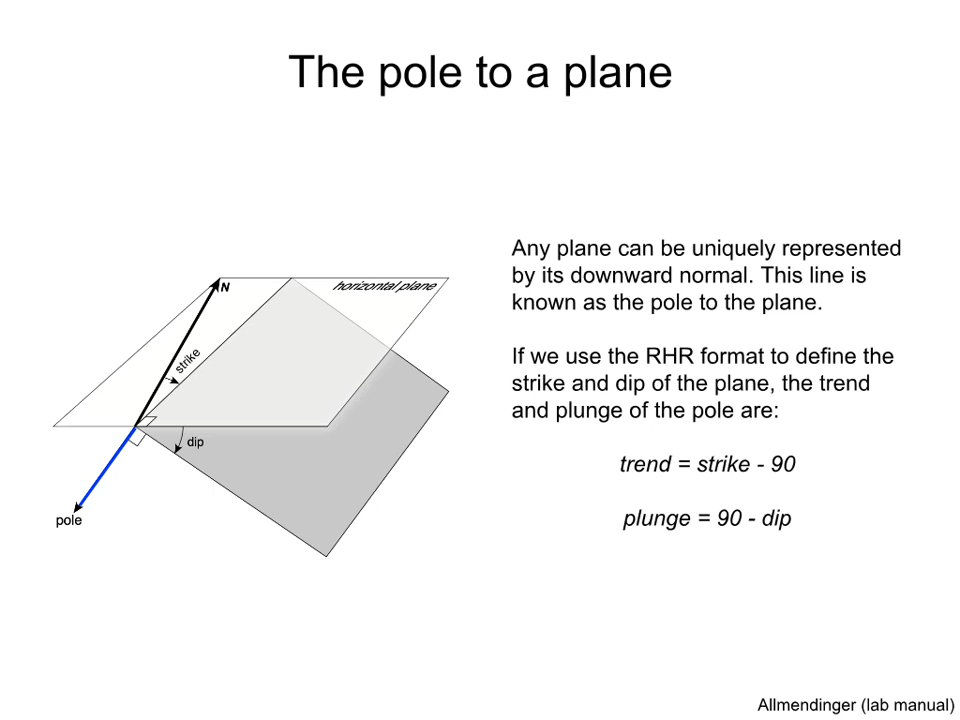 The pole to a plane
N
horizontal plane
strike
dip
pole
Any plane can be uniquely represented
by its downward normal. This line is
known as the pole to the plane.
If we use the RHR format to define the
strike and dip of the plane, the trend
and plunge of the pole are:
trend = strike - 90
plunge = 90 - dip
Allmendinger (lab manual)